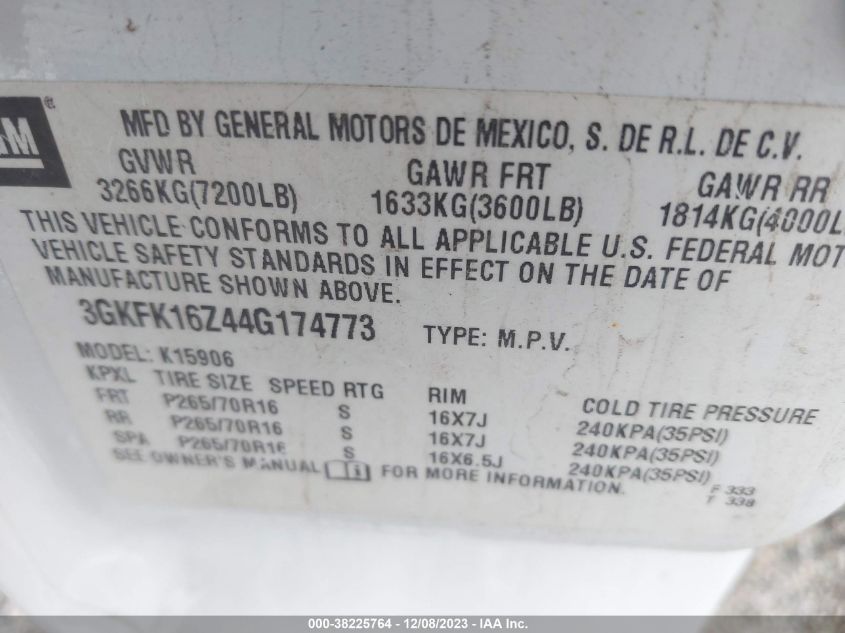 GM®
MFD BY GENERAL MOTORS DE MEXICO, S. DE R.L. DE C.V.
GVWR GAWR FRT GAWR RR
3266KG(7200LB) 1633KG(3600LB) 1814KG(4000L
THIS VEHICLE CONFORMS TO ALL APPLICABLE U.S. FEDERAL MOT
VEHICLE SAFETY STANDARDS IN EFFECT ON THE DATE OF
MANUFACTURE SHOWN ABOVE.
3GKFK16Z44G174773 TYPE: M.P.V.
MODEL: K15906
KPXL TIRE SIZE SPEED RTG RIM COLD TIRE PRESSURE
FRT P265/70R16 S 16X7J 240KPA(35PSI)
RR P265/70R16 S 16X7J 240KPA(35PSI)
SPA P265/70R16 S 16X6.5J 240KPA(35PSI)
SEE OWNER'S MANUAL i FOR MORE INFORMATION.
F 333
T 338
000-38225764 - 12/08/2023 - IAA Inc.